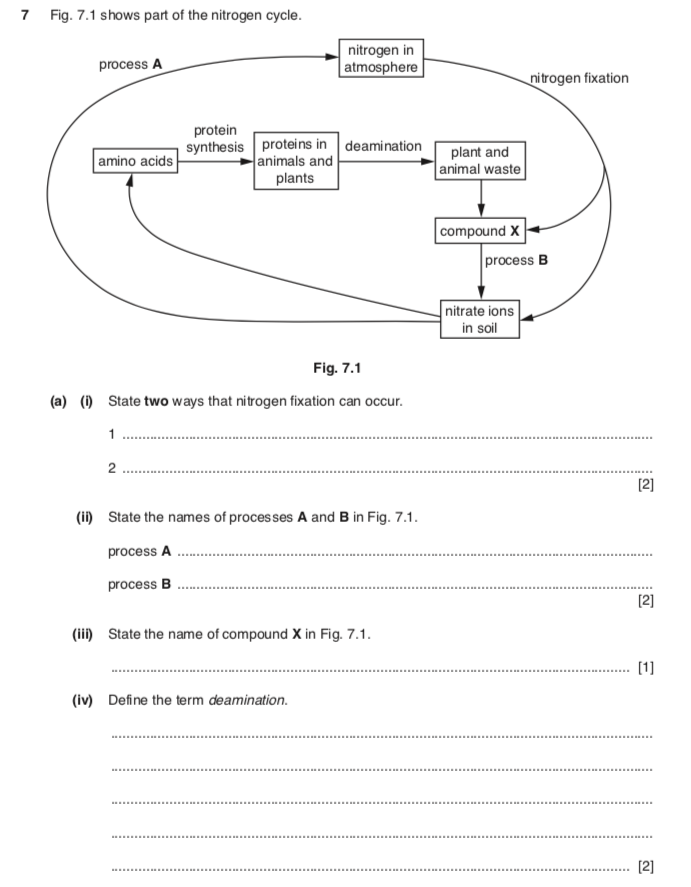 7 Fig. 7.1 shows part of the nitrogen cycle.
nitrogen in
atmosphere
process A
nitrogen fixation
protein
synthesis
proteins in
animals and
plants
deamination
amino acids
plant and
animal waste
compound X
process B
nitrate ions
in soil
Fig. 7.1
(a) (i) State two ways that nitrogen fixation can occur.
1 ....................................................................................................
2 ....................................................................................................
[2]
(ii) State the names of processes A and B in Fig. 7.1.
process A ....................................................................................................
process B ....................................................................................................
[2]
(iii) State the name of compound X in Fig. 7.1.
.................................................................................................... [1]
(iv) Define the term deamination.
....................................................................................................
....................................................................................................
....................................................................................................
....................................................................................................
.................................................................................................... [2]